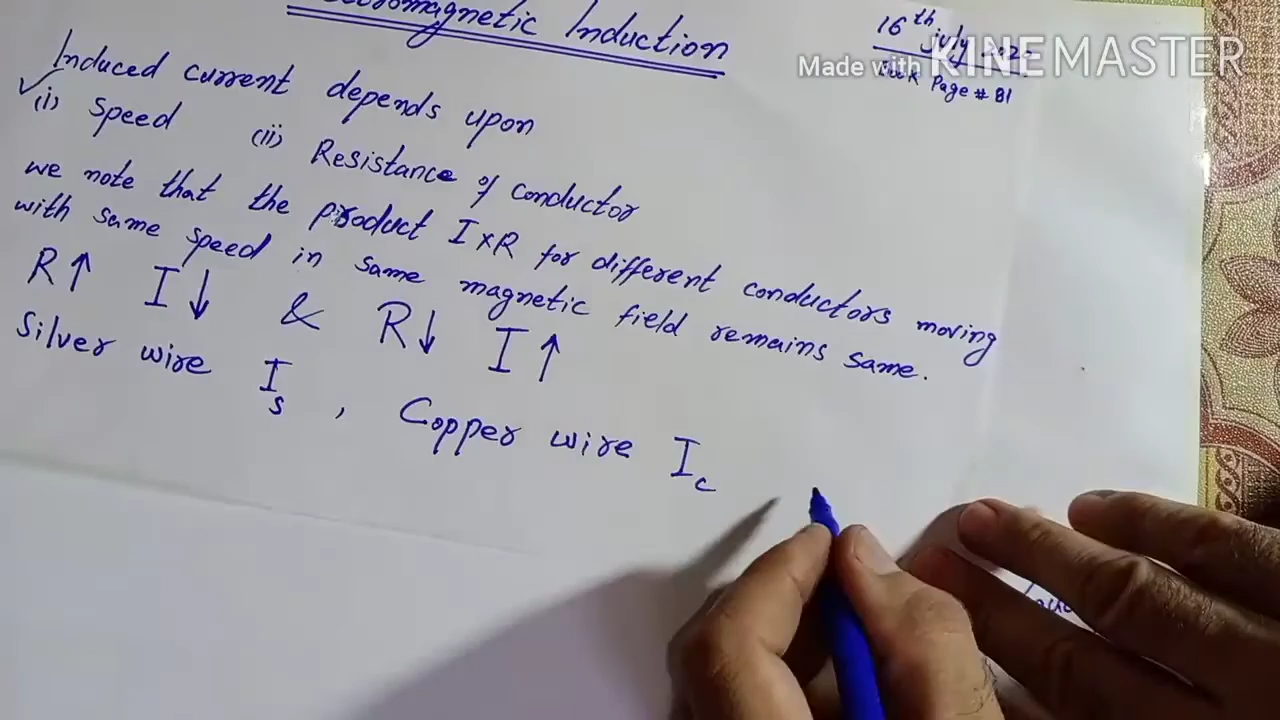 Induction
16th july
Made with KINEMASTER
Page # 81
Induced current depends upon
✓(i) Speed (ii) Resistance of conductor
we note that the product I×R for different conductors moving
with same speed in same magnetic field remains same.
R↑ I↓ & R↓ I↑
Silver wire Is , Copper wire Ic